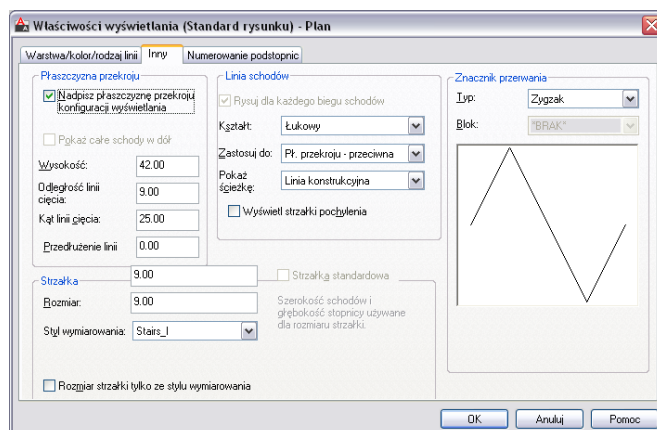 Właściwości wyświetlania (Standard rysunku) - Plan
Warstwa/kolor/rodzaj linii
Inny
Numerowanie podstopnic
Płaszczyzna przekroju
Nadpisz płaszczyznę przekroju
konfiguracji wyświetlania
Pokaż całe schody w dół
Wysokość:
42.00
Odległość linii
cięcia:
9.00
Kąt linii cięcia:
25.00
Przedłużenie linii
0.00
Linia schodów
Rysuj dla każdego biegu schodów
Kształt:
Łukowy
Zastosuj do:
Pł. przekroju - przeciwna
Pokaż
ścieżkę:
Linia konstrukcyjna
Wyświetl strzałki pochylenia
Znacznik przerwania
Typ:
Zygzak
Blok:
"BRAK"
Strzałka
9.00
Rozmiar:
9.00
Styl wymiarowania:
Stairs_I
Strzałka standardowa
Szerokość schodów i
głębokość stopnicy używane
dla rozmiaru strzałki.
Rozmiar strzałki tylko ze stylu wymiarowania
OK
Anuluj
Pomoc